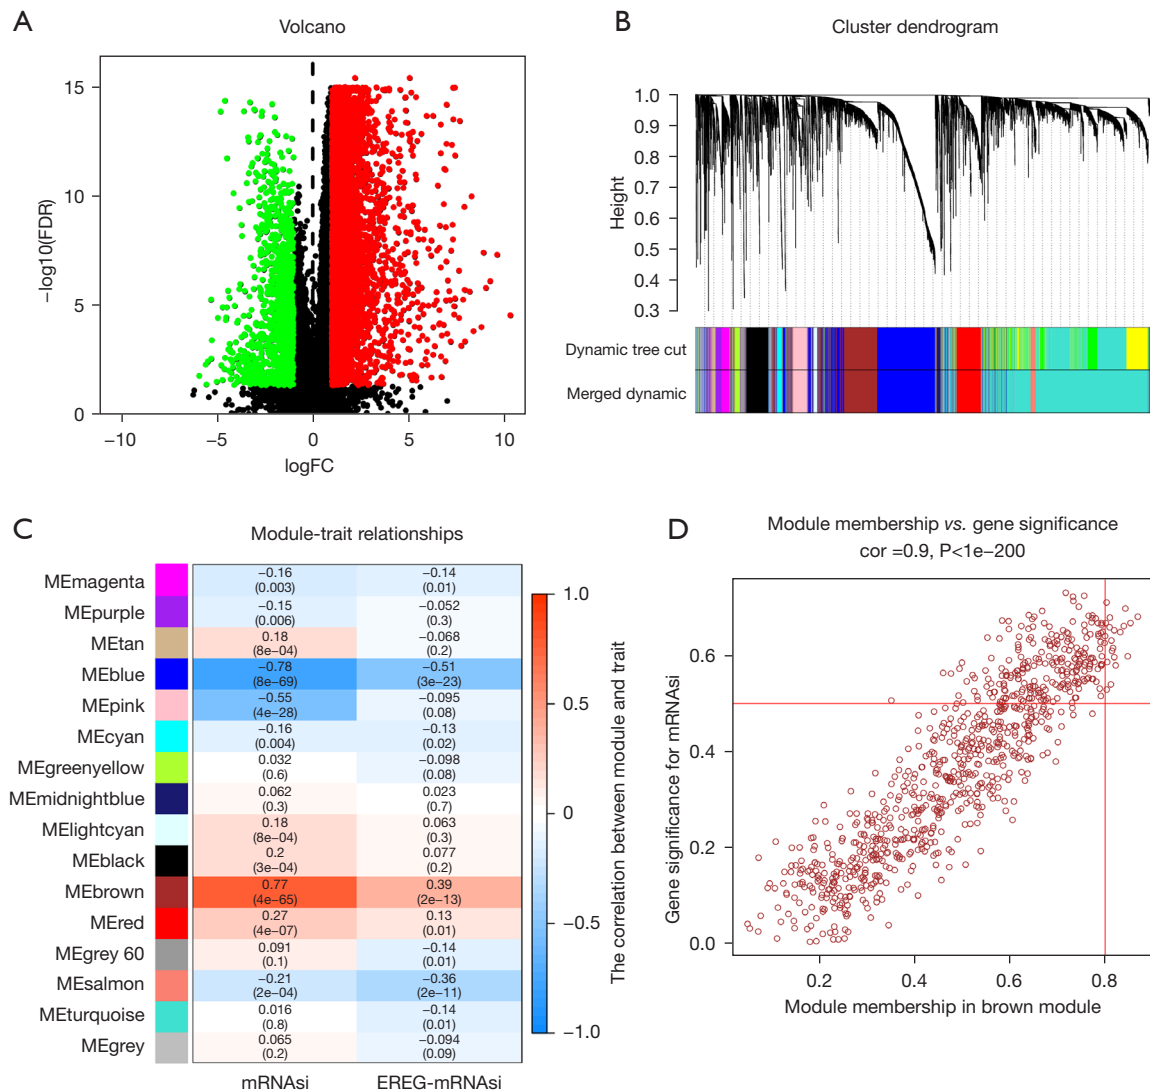 A
Volcano
15
10
5
0
−log10(FDR)
−10
−5
0
5
10
logFC
B
Cluster dendrogram
1.0
0.9
0.8
0.7
0.6
0.5
0.4
0.3
Height
Dynamic tree cut
Merged dynamic
C
Module-trait relationships
MEmagenta
−0.16
(0.003)
−0.14
(0.01)
MEpurple
−0.15
(0.006)
−0.052
(0.3)
MEtan
0.18
(8e−04)
−0.068
(0.2)
MEblue
−0.78
(8e−69)
−0.51
(3e−23)
MEpink
−0.55
(4e−28)
−0.095
(0.08)
MEcyan
−0.16
(0.004)
−0.13
(0.02)
MEgreenyellow
0.032
(0.6)
−0.098
(0.08)
MEmidnightblue
0.062
(0.3)
0.023
(0.7)
MElightcyan
0.18
(8e−04)
0.063
(0.3)
MEblack
0.2
(3e−04)
0.077
(0.2)
MEbrown
0.77
(4e−65)
0.39
(2e−13)
MEred
0.27
(4e−07)
0.13
(0.01)
MEgrey 60
0.091
(0.1)
−0.14
(0.01)
MEsalmon
−0.21
(2e−04)
−0.36
(2e−11)
MEturquoise
0.016
(0.8)
−0.14
(0.01)
MEgrey
0.065
(0.2)
−0.094
(0.09)
mRNAsi
EREG-mRNAsi
1.0
0.5
0
−0.5
−1.0
The correlation between module and trait
D
Module membership vs. gene significance
cor =0.9, P<1e−200
0.6
0.4
0.2
0.0
Gene significance for mRNAsi
0.2
0.4
0.6
0.8
Module membership in brown module